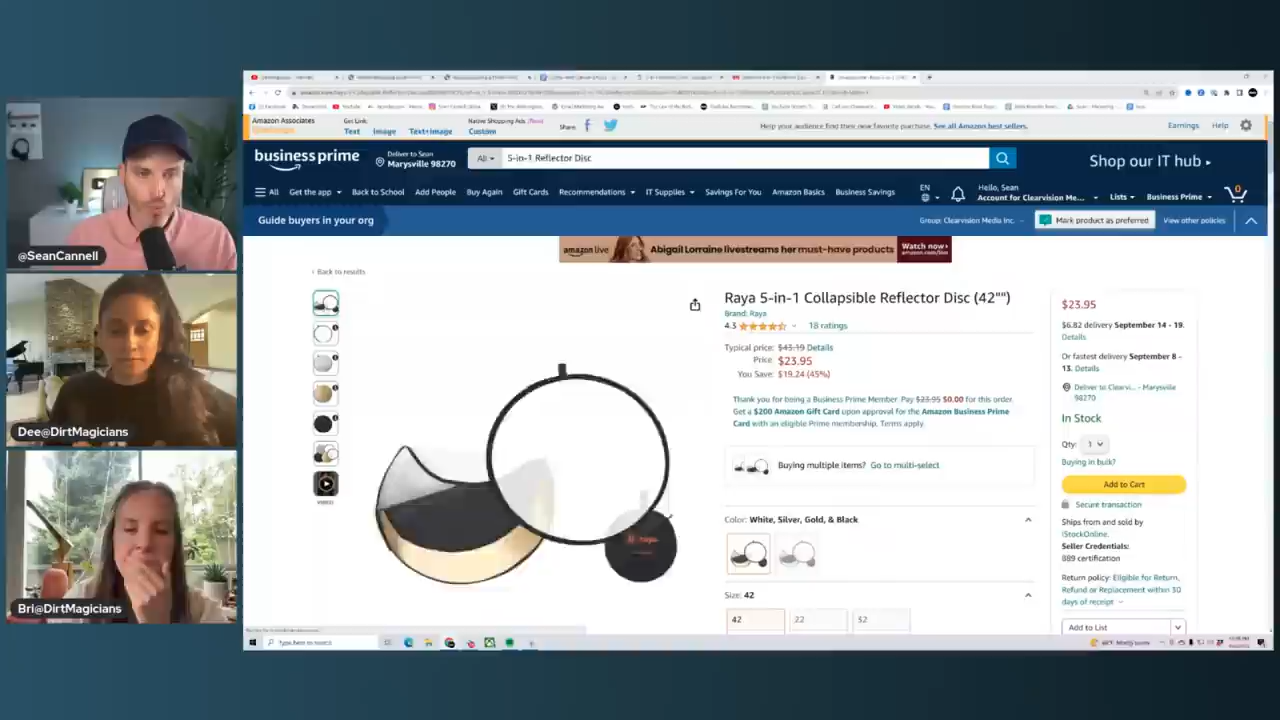 @SeanCannell
Dee@DirtMagicians
Bri@DirtMagicians
Amazon Associates
Get Link:
Text
Image
Text+Image
Native Shopping Ads
Custom
Share:
Help your audience find their new favorite purchase. See all Amazon best sellers.
Earnings
Help
business prime
Deliver to Sean
Marysville 98270
All
5-in-1 Reflector Disc
Shop our IT hub
All
Get the app
Back to School
Add People
Buy Again
Gift Cards
Recommendations
IT Supplies
Savings For You
Amazon Basics
Business Savings
EN
Hello, Sean
Account for Clearvision Me...
Lists
Business Prime
0
Guide buyers in your org
Group: Clearvision Media Inc.
Mark product as preferred
View other policies
amazon live
Abigail Lorraine livestreams her must-have products
Watch now
amazon.com/live
‹ Back to results
Raya 5-in-1 Collapsible Reflector Disc (42"")
Brand: Raya
4.3
18 ratings
Typical price: $43.19 Details
Price: $23.95
You Save: $19.24 (45%)
Thank you for being a Business Prime Member. Pay $23.95 $0.00 for this order.
Get a $200 Amazon Gift Card upon approval for the Amazon Business Prime
Card with an eligible Prime membership. Terms apply.
Buying multiple items? Go to multi-select
Color: White, Silver, Gold, & Black
Size: 42
42
22
52
raya
VIDEO
$23.95
$6.82 delivery September 14 - 19.
Details
Or fastest delivery September 8 -
13. Details
Deliver to Clearvi... - Marysville
98270
In Stock
Qty: 1
Buying in bulk?
Add to Cart
Secure transaction
Ships from and sold by
iStockOnline.
Seller Credentials:
889 certification
Return policy: Eligible for Return,
Refund or Replacement within 30
days of receipt
Add to List
Type here to search